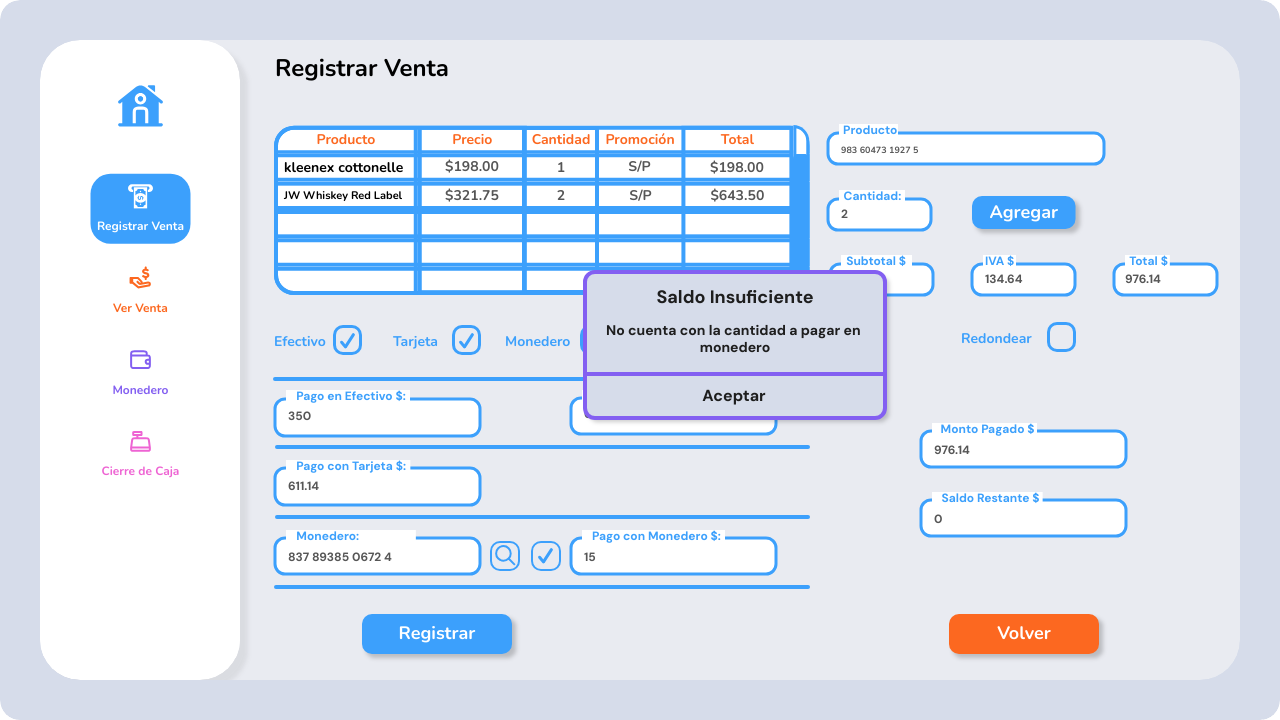 Registrar Venta
Registrar Venta
Ver Venta
Monedero
Cierre de Caja
Producto Precio Cantidad Promoción Total
kleenex cottonelle $198.00 1 S/P $198.00
JW Whiskey Red Label $321.75 2 S/P $643.50
Producto
983 60473 1927 5
Cantidad:
2
Agregar
Subtotal $
IVA $
134.64
Total $
976.14
Efectivo
Tarjeta
Monedero
Redondear
Saldo Insuficiente
No cuenta con la cantidad a pagar en
monedero
Aceptar
Pago en Efectivo $:
350
Pago con Tarjeta $:
611.14
Monedero:
837 89385 0672 4
Pago con Monedero $:
15
Monto Pagado $
976.14
Saldo Restante $
0
Registrar
Volver